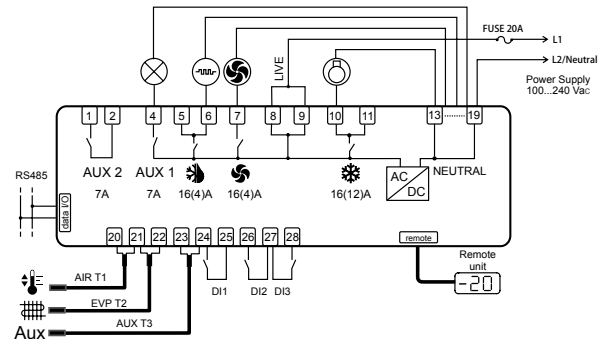 FUSE 20A
L1
L2/Neutral
Power Supply
100...240 Vac
LIVE
1 2 4 5 6 7 8 9 10 11 13 19
AUX 2 AUX 1 NEUTRAL
7A 7A 16(4)A 16(4)A 16(12)A
AC
DC
RS485
data I/O
20 21 22 23 24 25 26 27 28
remote
Remote
unit
-20
AIR T1
DI1 DI2 DI3
EVP T2
AUX T3
Aux